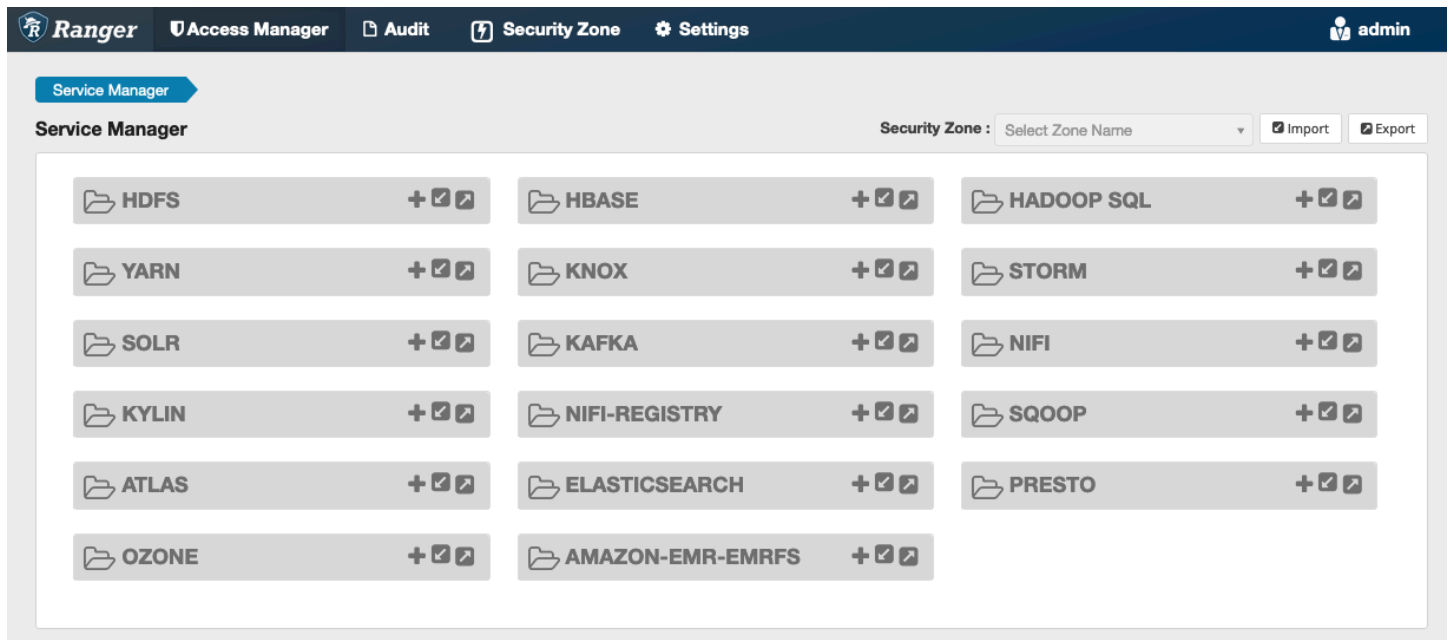 Ranger Access Manager Audit Security Zone Settings admin
Service Manager
Service Manager Security Zone : Select Zone Name Import Export
HDFS HBASE HADOOP SQL
YARN KNOX STORM
SOLR KAFKA NIFI
KYLIN NIFI-REGISTRY SQOOP
ATLAS ELASTICSEARCH PRESTO
OZONE AMAZON-EMR-EMRFS